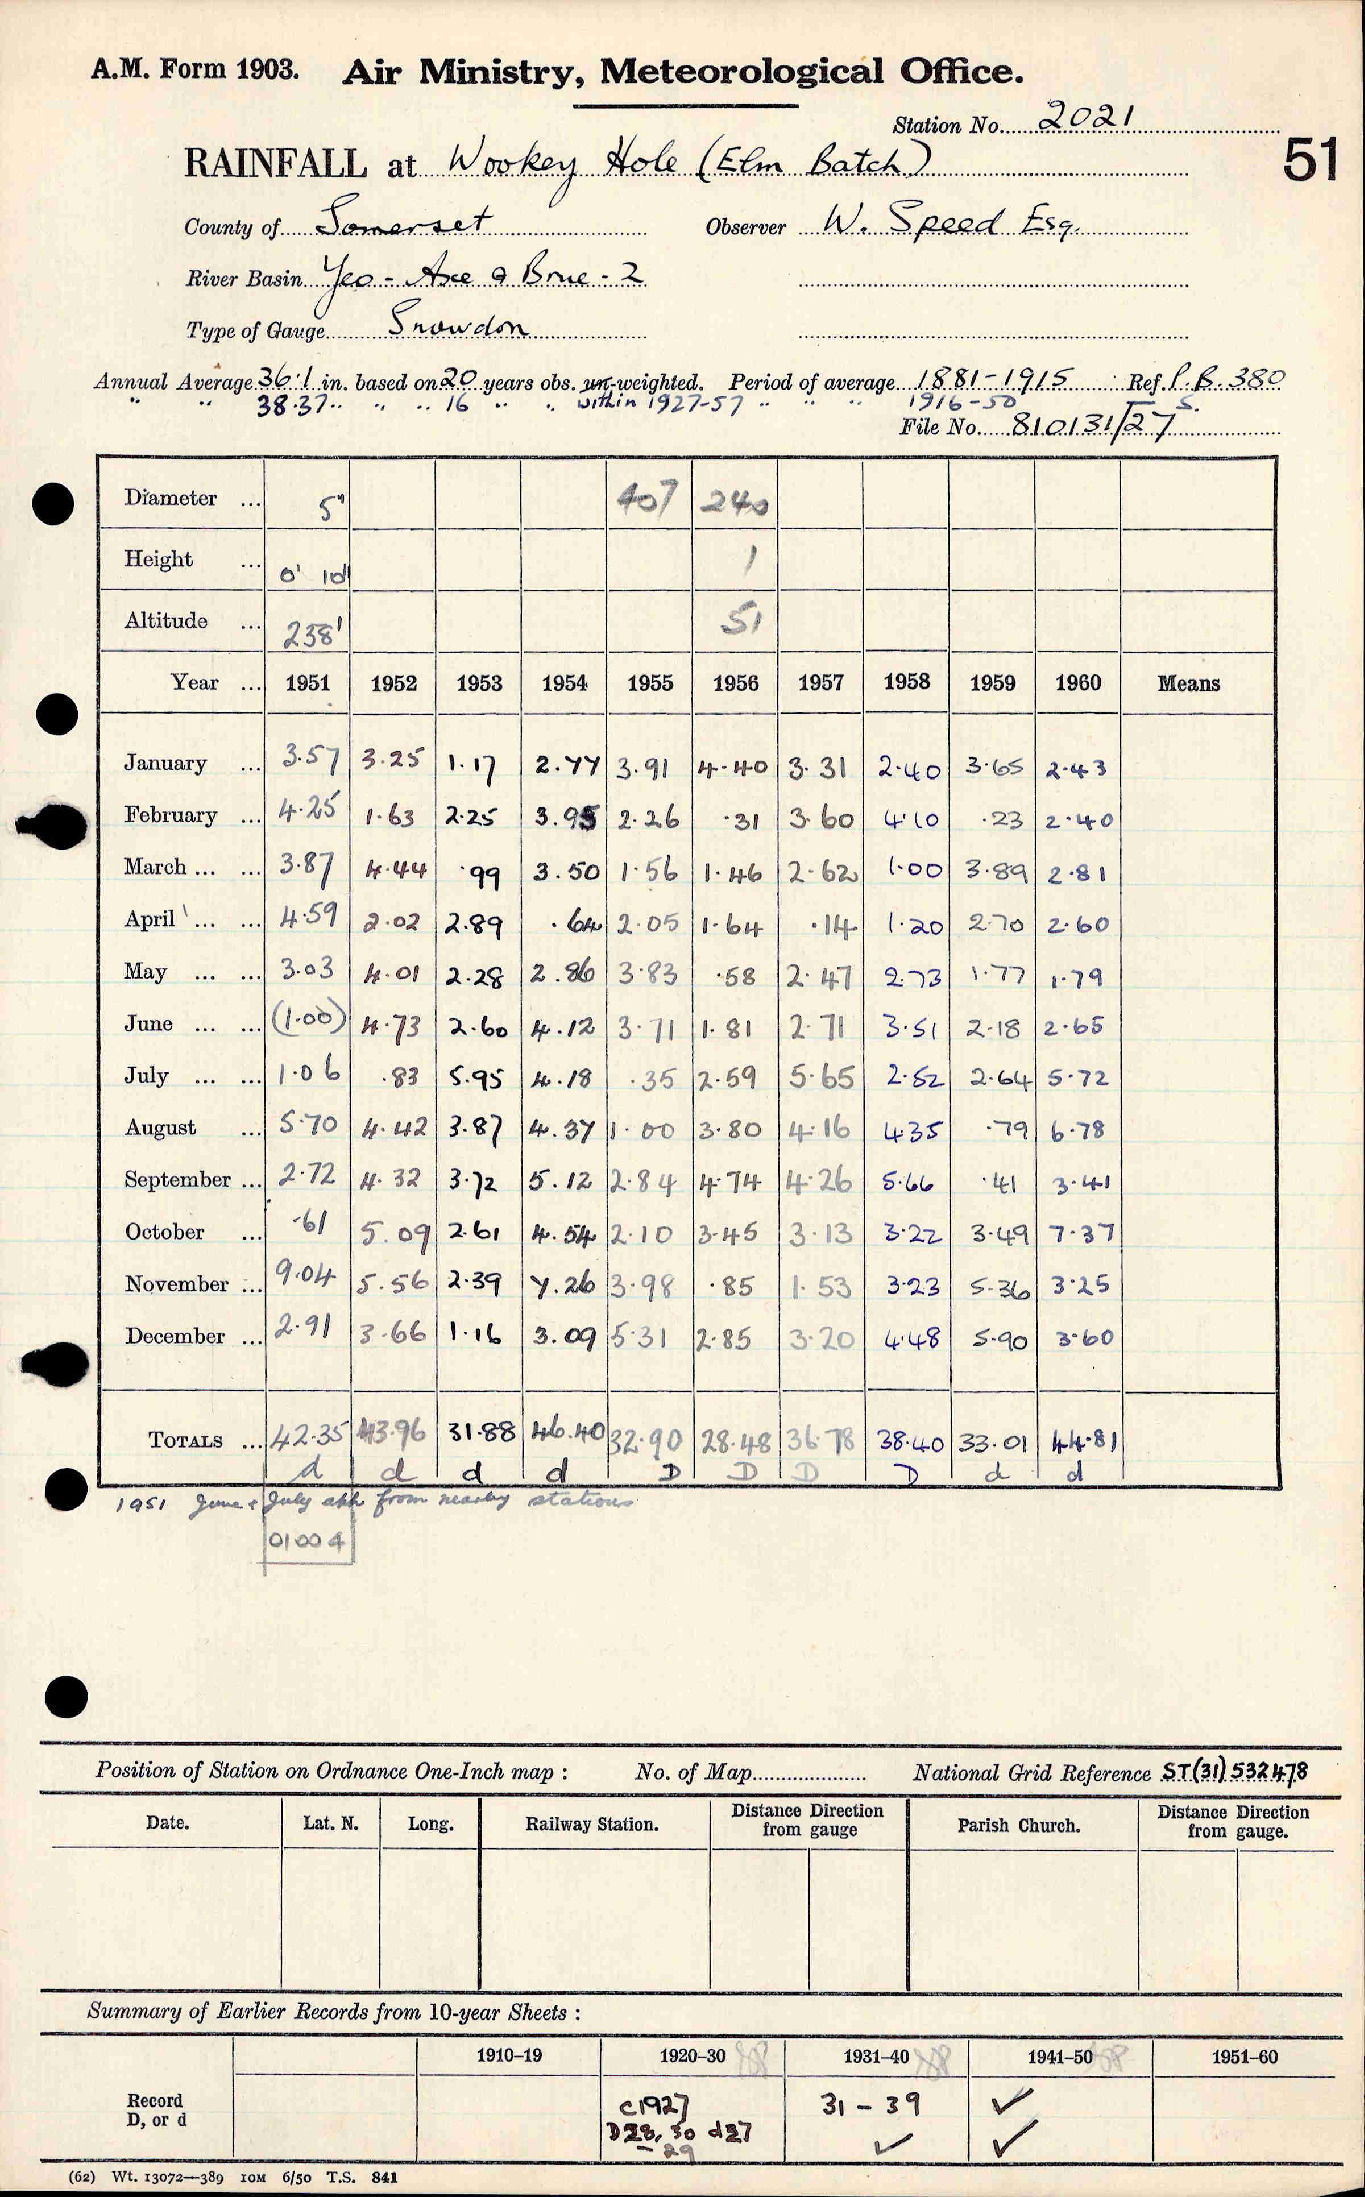 A.M. Form 1903. Air Ministry, Meteorological Office.
Station No. 2021
51
RAINFALL at Wookey Hole (Elm Batch)
County of Somerset Observer W. Speed Esq.
River Basin Yeo - Axe & Brue - 2
Type of Gauge Snowdon
Annual Average 36.1 in. based on 20 years obs. un-weighted. Period of average 1881-1915 Ref. P.B. 380
" " 38.37 " " " 16 " " within 1927-57 " " " 1916-50 S.
File No. 810131/T27
Diameter ... 5" 407 240
Height ... 0' 10" 1
Altitude ... 238' 51
Year ... 1951 1952 1953 1954 1955 1956 1957 1958 1959 1960 Means
January ... 3.57 3.25 1.17 2.77 3.91 4.40 3.31 2.40 3.65 2.43
February ... 4.25 1.63 2.25 3.95 2.26 .31 3.60 4.10 .23 2.40
March ... ... 3.87 4.44 .99 3.50 1.56 1.46 2.62 1.00 3.89 2.81
April ... ... 4.59 2.02 2.89 .64 2.05 1.64 .14 1.20 2.70 2.60
May ... ... 3.03 4.01 2.28 2.86 3.83 .58 2.47 2.73 1.77 1.79
June ... ... (1.00) 4.73 2.60 4.12 3.71 1.81 2.71 3.51 2.18 2.65
July ... ... 1.06 .83 5.95 4.18 .35 2.59 5.65 2.52 2.64 5.72
August ... 5.70 4.42 3.87 4.37 1.00 3.80 4.16 4.35 .79 6.78
September ... 2.72 4.32 3.72 5.12 2.84 4.74 4.26 5.66 .41 3.41
October ... .61 5.09 2.61 4.54 2.10 3.45 3.13 3.22 3.49 7.37
November ... 9.04 5.56 2.39 7.26 3.98 .85 1.53 3.23 5.36 3.25
December ... 2.91 3.66 1.16 3.09 5.31 2.85 3.20 4.48 5.90 3.60
TOTALS ... 42.35 43.96 31.88 46.40 32.90 28.48 36.78 38.40 33.01 44.81
d d d d D D D D d d
1951 June & July from nearby stations
01004
Position of Station on Ordnance One-Inch map : No. of Map National Grid Reference ST(31)532478
Date. Lat. N. Long. Railway Station. Distance Direction from gauge Parish Church. Distance Direction from gauge.
Summary of Earlier Records from 10-year Sheets :
1910–19 1920–30 1931–40 1941–50 1951–60
Record c1927 31 - 39 ✓
D, or d D28, 30 d27 ✓ ✓
- 29
(62) Wt. 13072—389 10M 6/50 T.S. 841